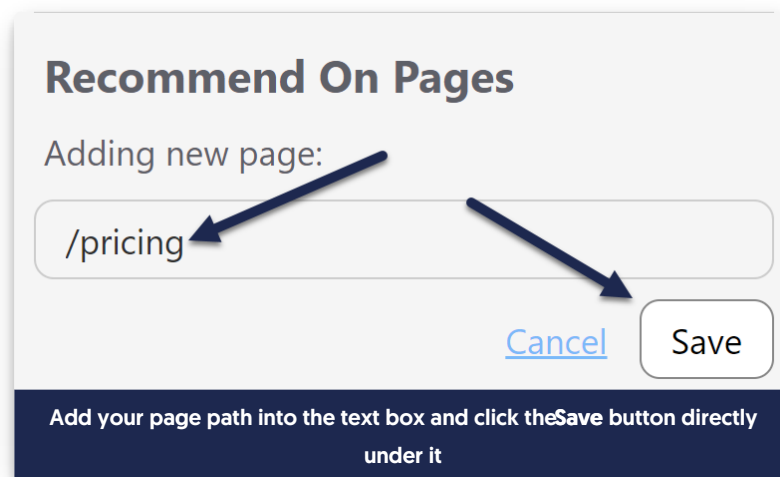 Recommend On Pages
Adding new page:
/pricing
Cancel Save
Add your page path into the text box and click theSave button directly
under it